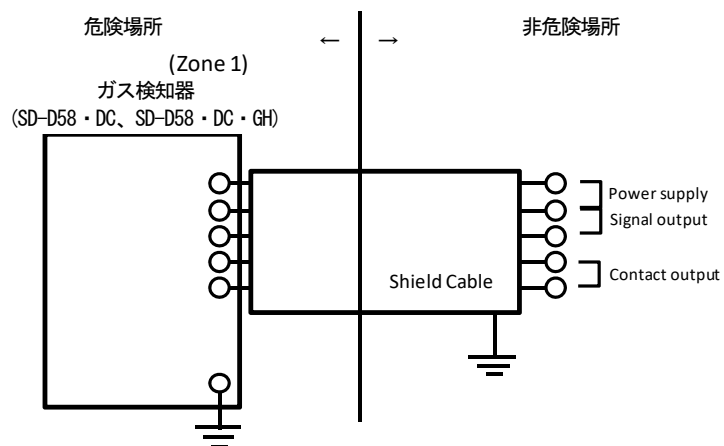 危険場所
← →
非危険場所
(Zone 1)
ガス検知器
(SD-D58・DC、SD-D58・DC・GH)
Power supply
Signal output
Contact output
Shield Cable